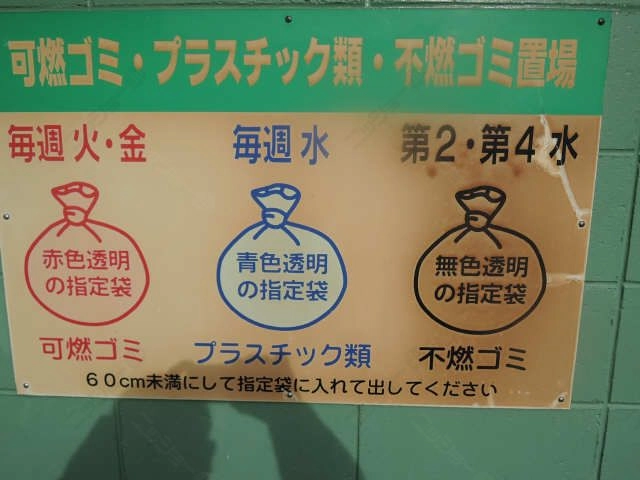 可燃ゴミ・プラスチック類・不燃ゴミ置場
毎週 火・金
毎週 水
第2・第4 水
赤色透明
の指定袋
青色透明
の指定袋
無色透明
の指定袋
可燃ゴミ
プラスチック類
不燃ゴミ
60cm未満にして指定袋に入れて出してください